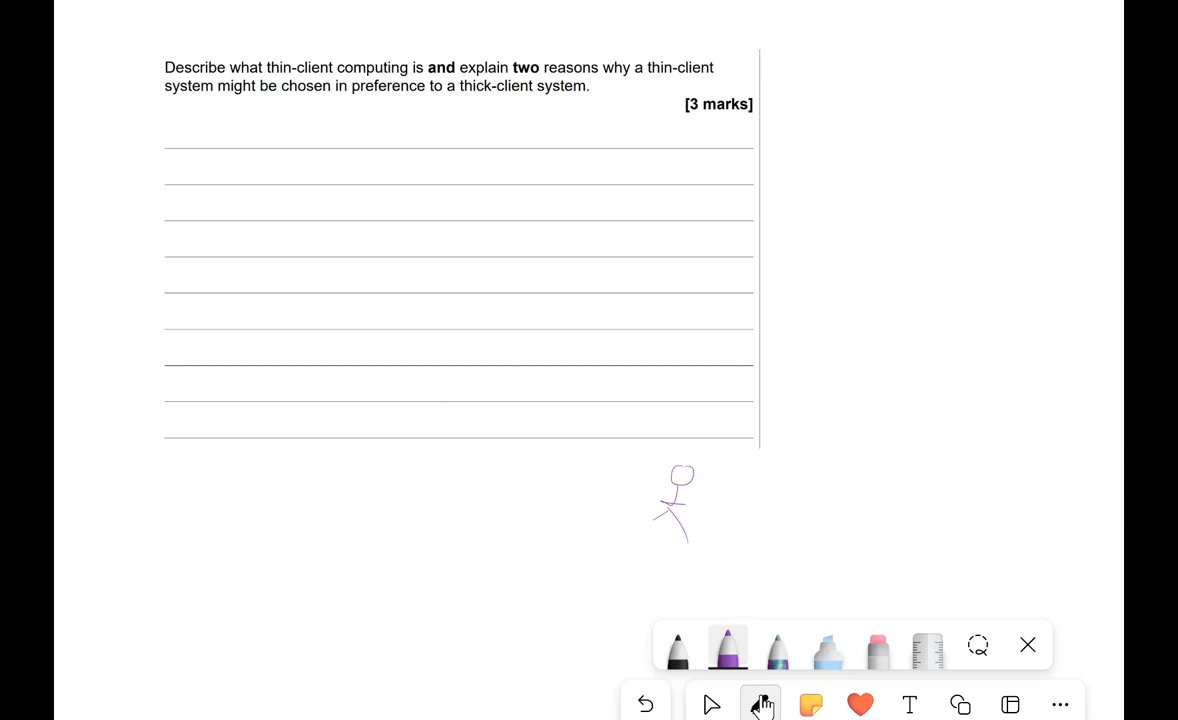 Describe what thin-client computing is and explain two reasons why a thin-client
system might be chosen in preference to a thick-client system.
[3 marks]
T